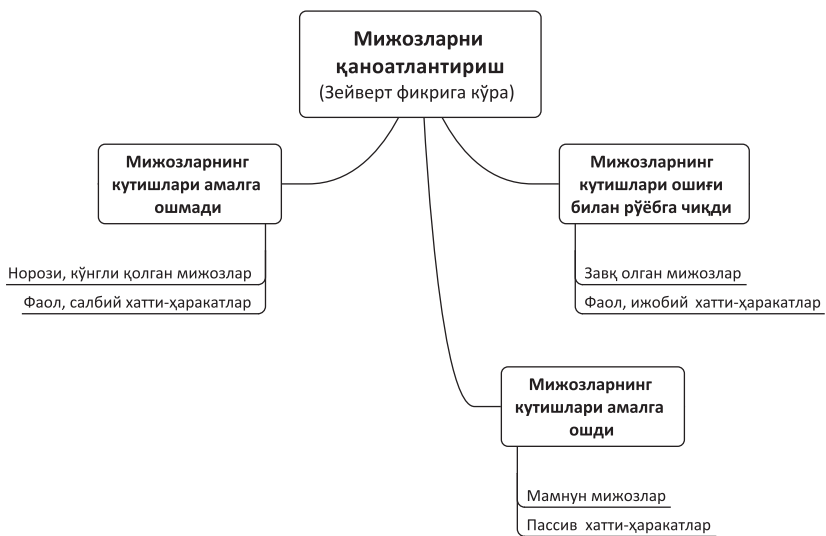 Мижозларни
қаноатлантириш
(Зейверт фикрига кўра)
Мижозларнинг
кутишлари амалга
ошмади
Норози, кўнгли қолган мижозлар
Фаол, салбий хатти-ҳаракатлар
Мижозларнинг
кутишлари ошиғи
билан рўёбга чиқди
Завқ олган мижозлар
Фаол, ижобий хатти-ҳаракатлар
Мижозларнинг
кутишлари амалга
ошди
Мамнун мижозлар
Пассив хатти-ҳаракатлар